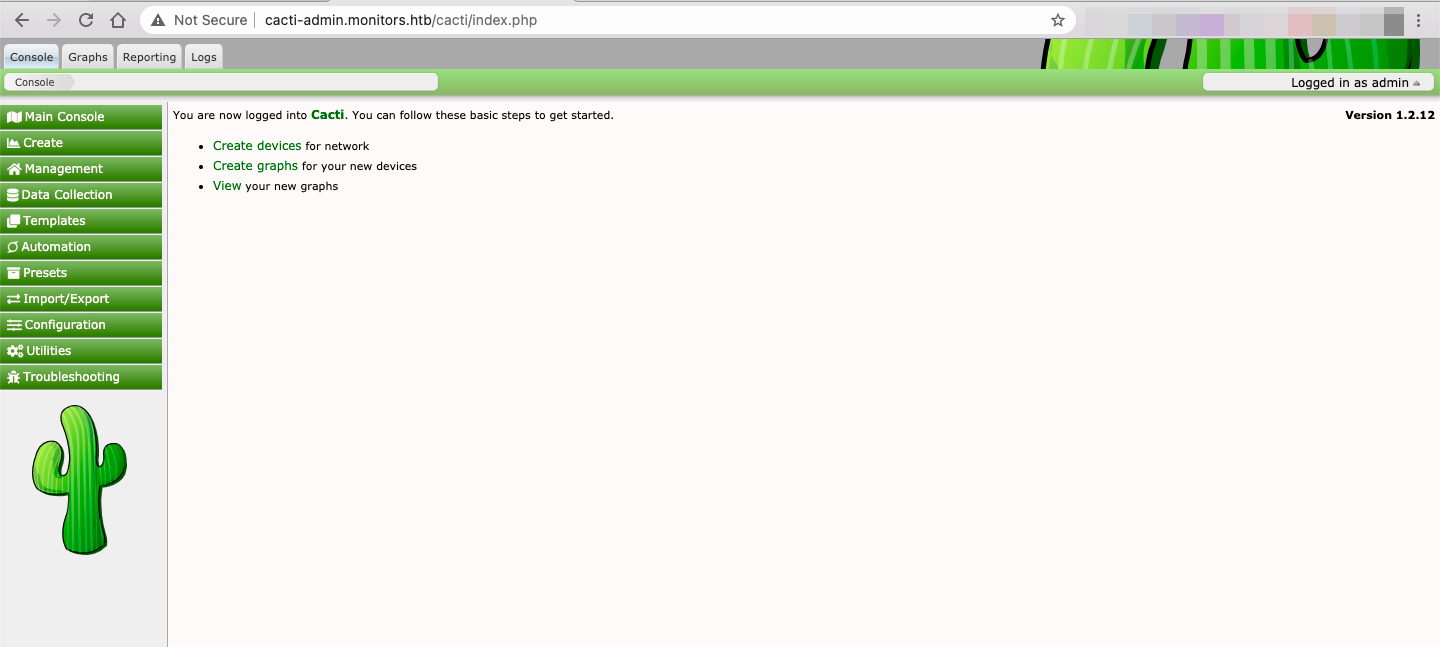 Not Secure cacti-admin.monitors.htb/cacti/index.php
Console Graphs Reporting Logs
Console Logged in as admin
Main Console
Create
Management
Data Collection
Templates
Automation
Presets
Import/Export
Configuration
Utilities
Troubleshooting
You are now logged into Cacti. You can follow these basic steps to get started. Version 1.2.12
Create devices for network
Create graphs for your new devices
View your new graphs